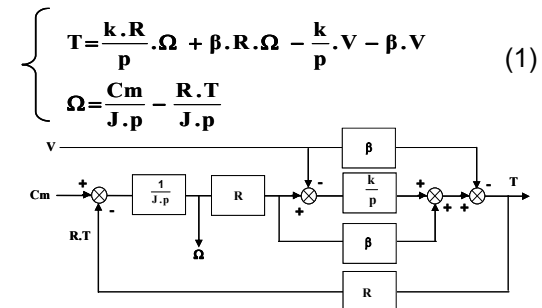 T=k.R/p.Ω + β.R.Ω − k/p.V − β.V
(1)
Ω=Cm/J.p − R.T/J.p
V
β
Cm
+
-
1/J.p
R
+
-
k/p
+
+
+
-
T
R.T
Ω
β
R